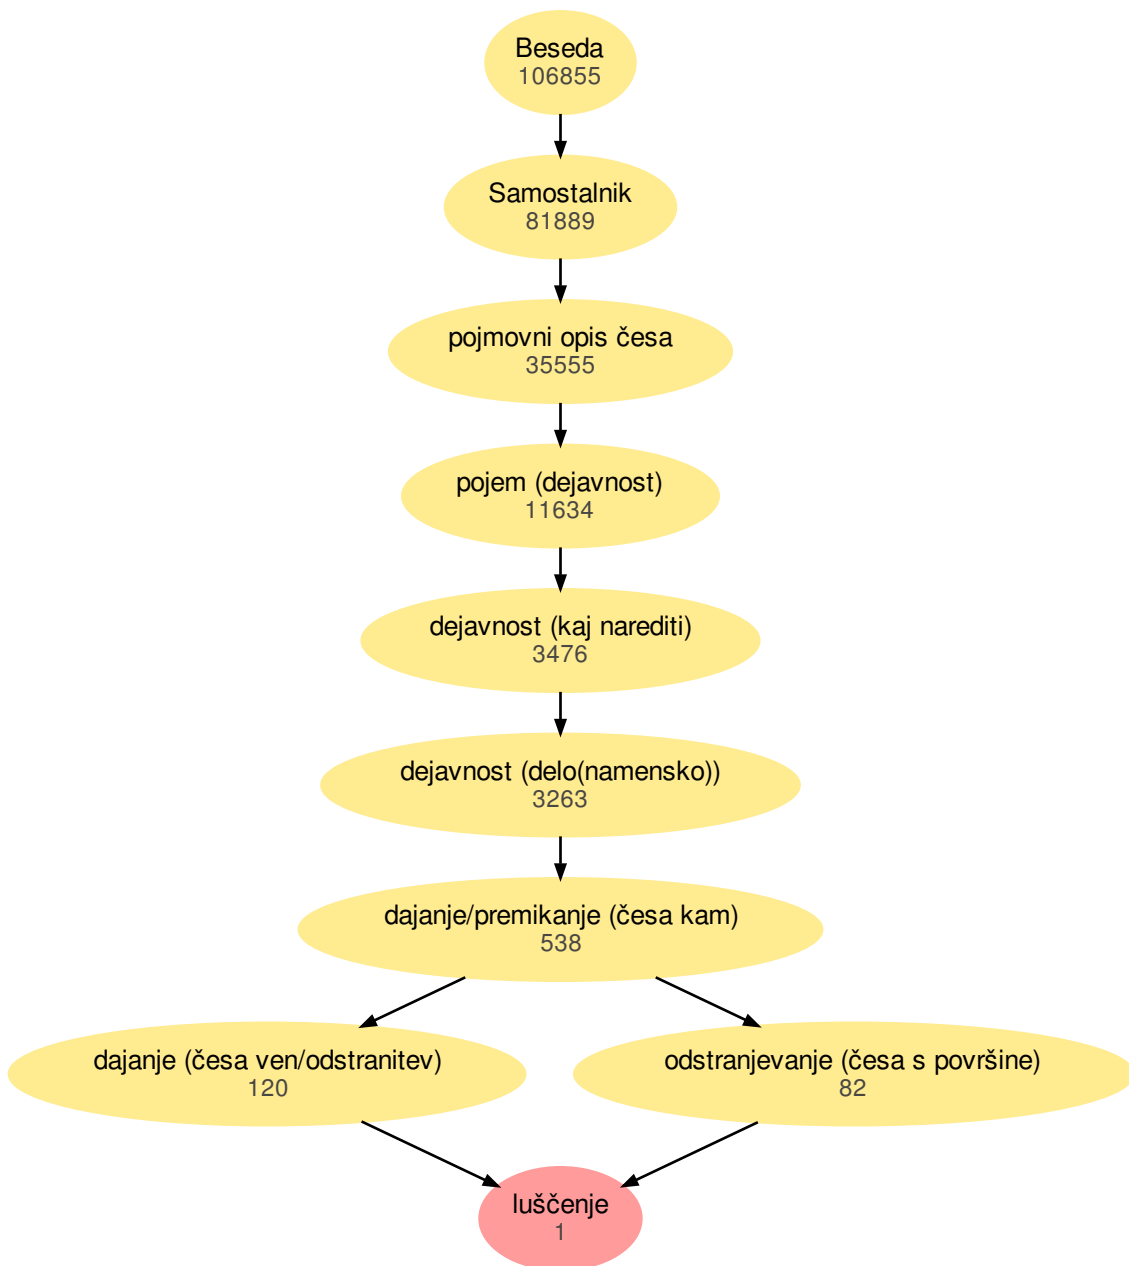 Beseda
106855
Samostalnik
81889
pojmovni opis česa
35555
pojem (dejavnost)
11634
dejavnost (kaj narediti)
3476
dejavnost (delo(namensko))
3263
dajanje/premikanje (česa kam)
538
dajanje (česa ven/odstranitev)
120
odstranjevanje (česa s površine)
82
luščenje
1